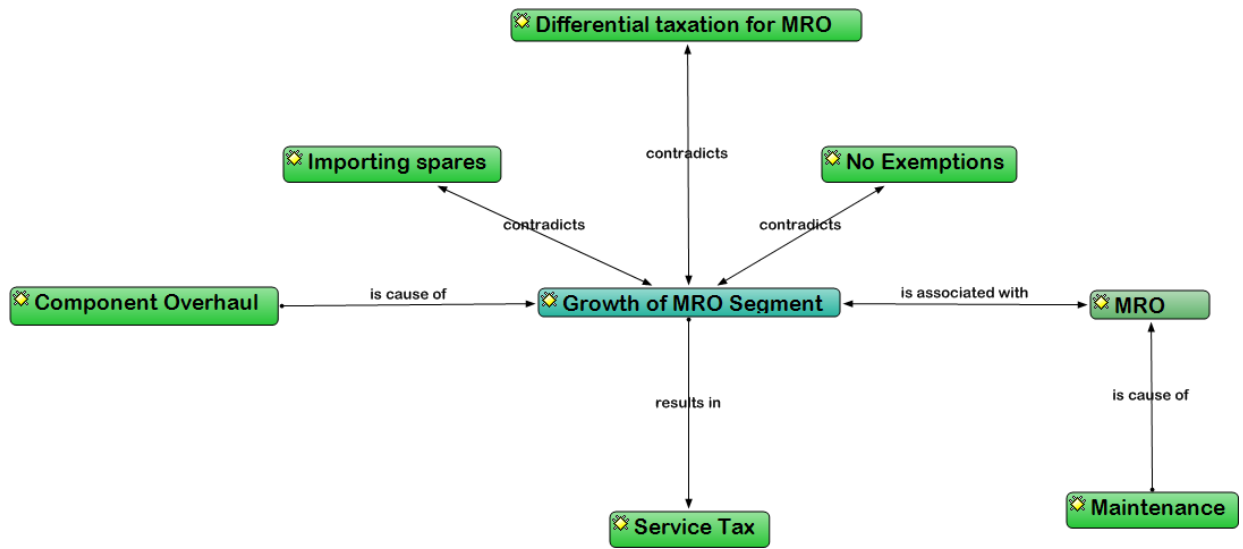 Differential taxation for MRO
contradicts
Importing spares
No Exemptions
contradicts
contradicts
Component Overhaul
is cause of
Growth of MRO Segment
is associated with
MRO
results in
is cause of
Service Tax
Maintenance